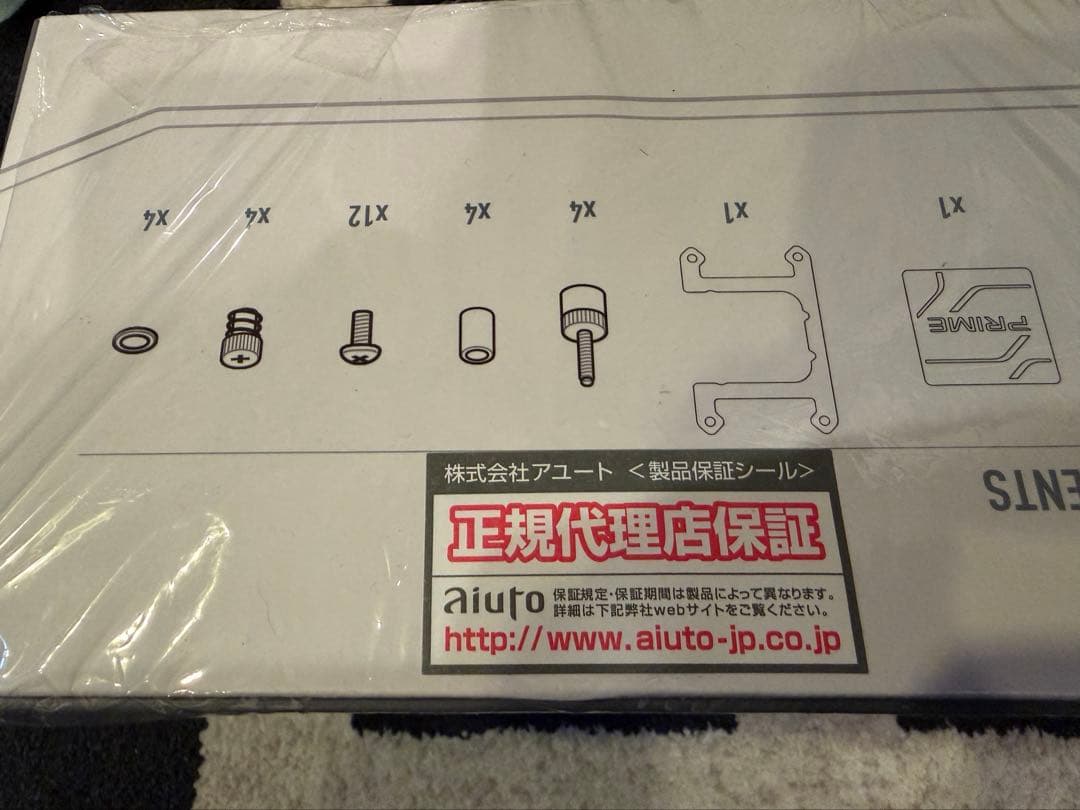 x4
x4
x12
x4
x4
x1
x1
PRIME
ENTS
株式会社アユート <製品保証シール>
正規代理店保証
aiuto
保証規定・保証期間は製品によって異なります。
詳細は下記弊社webサイトをご覧ください。
http://www.aiuto-jp.co.jp